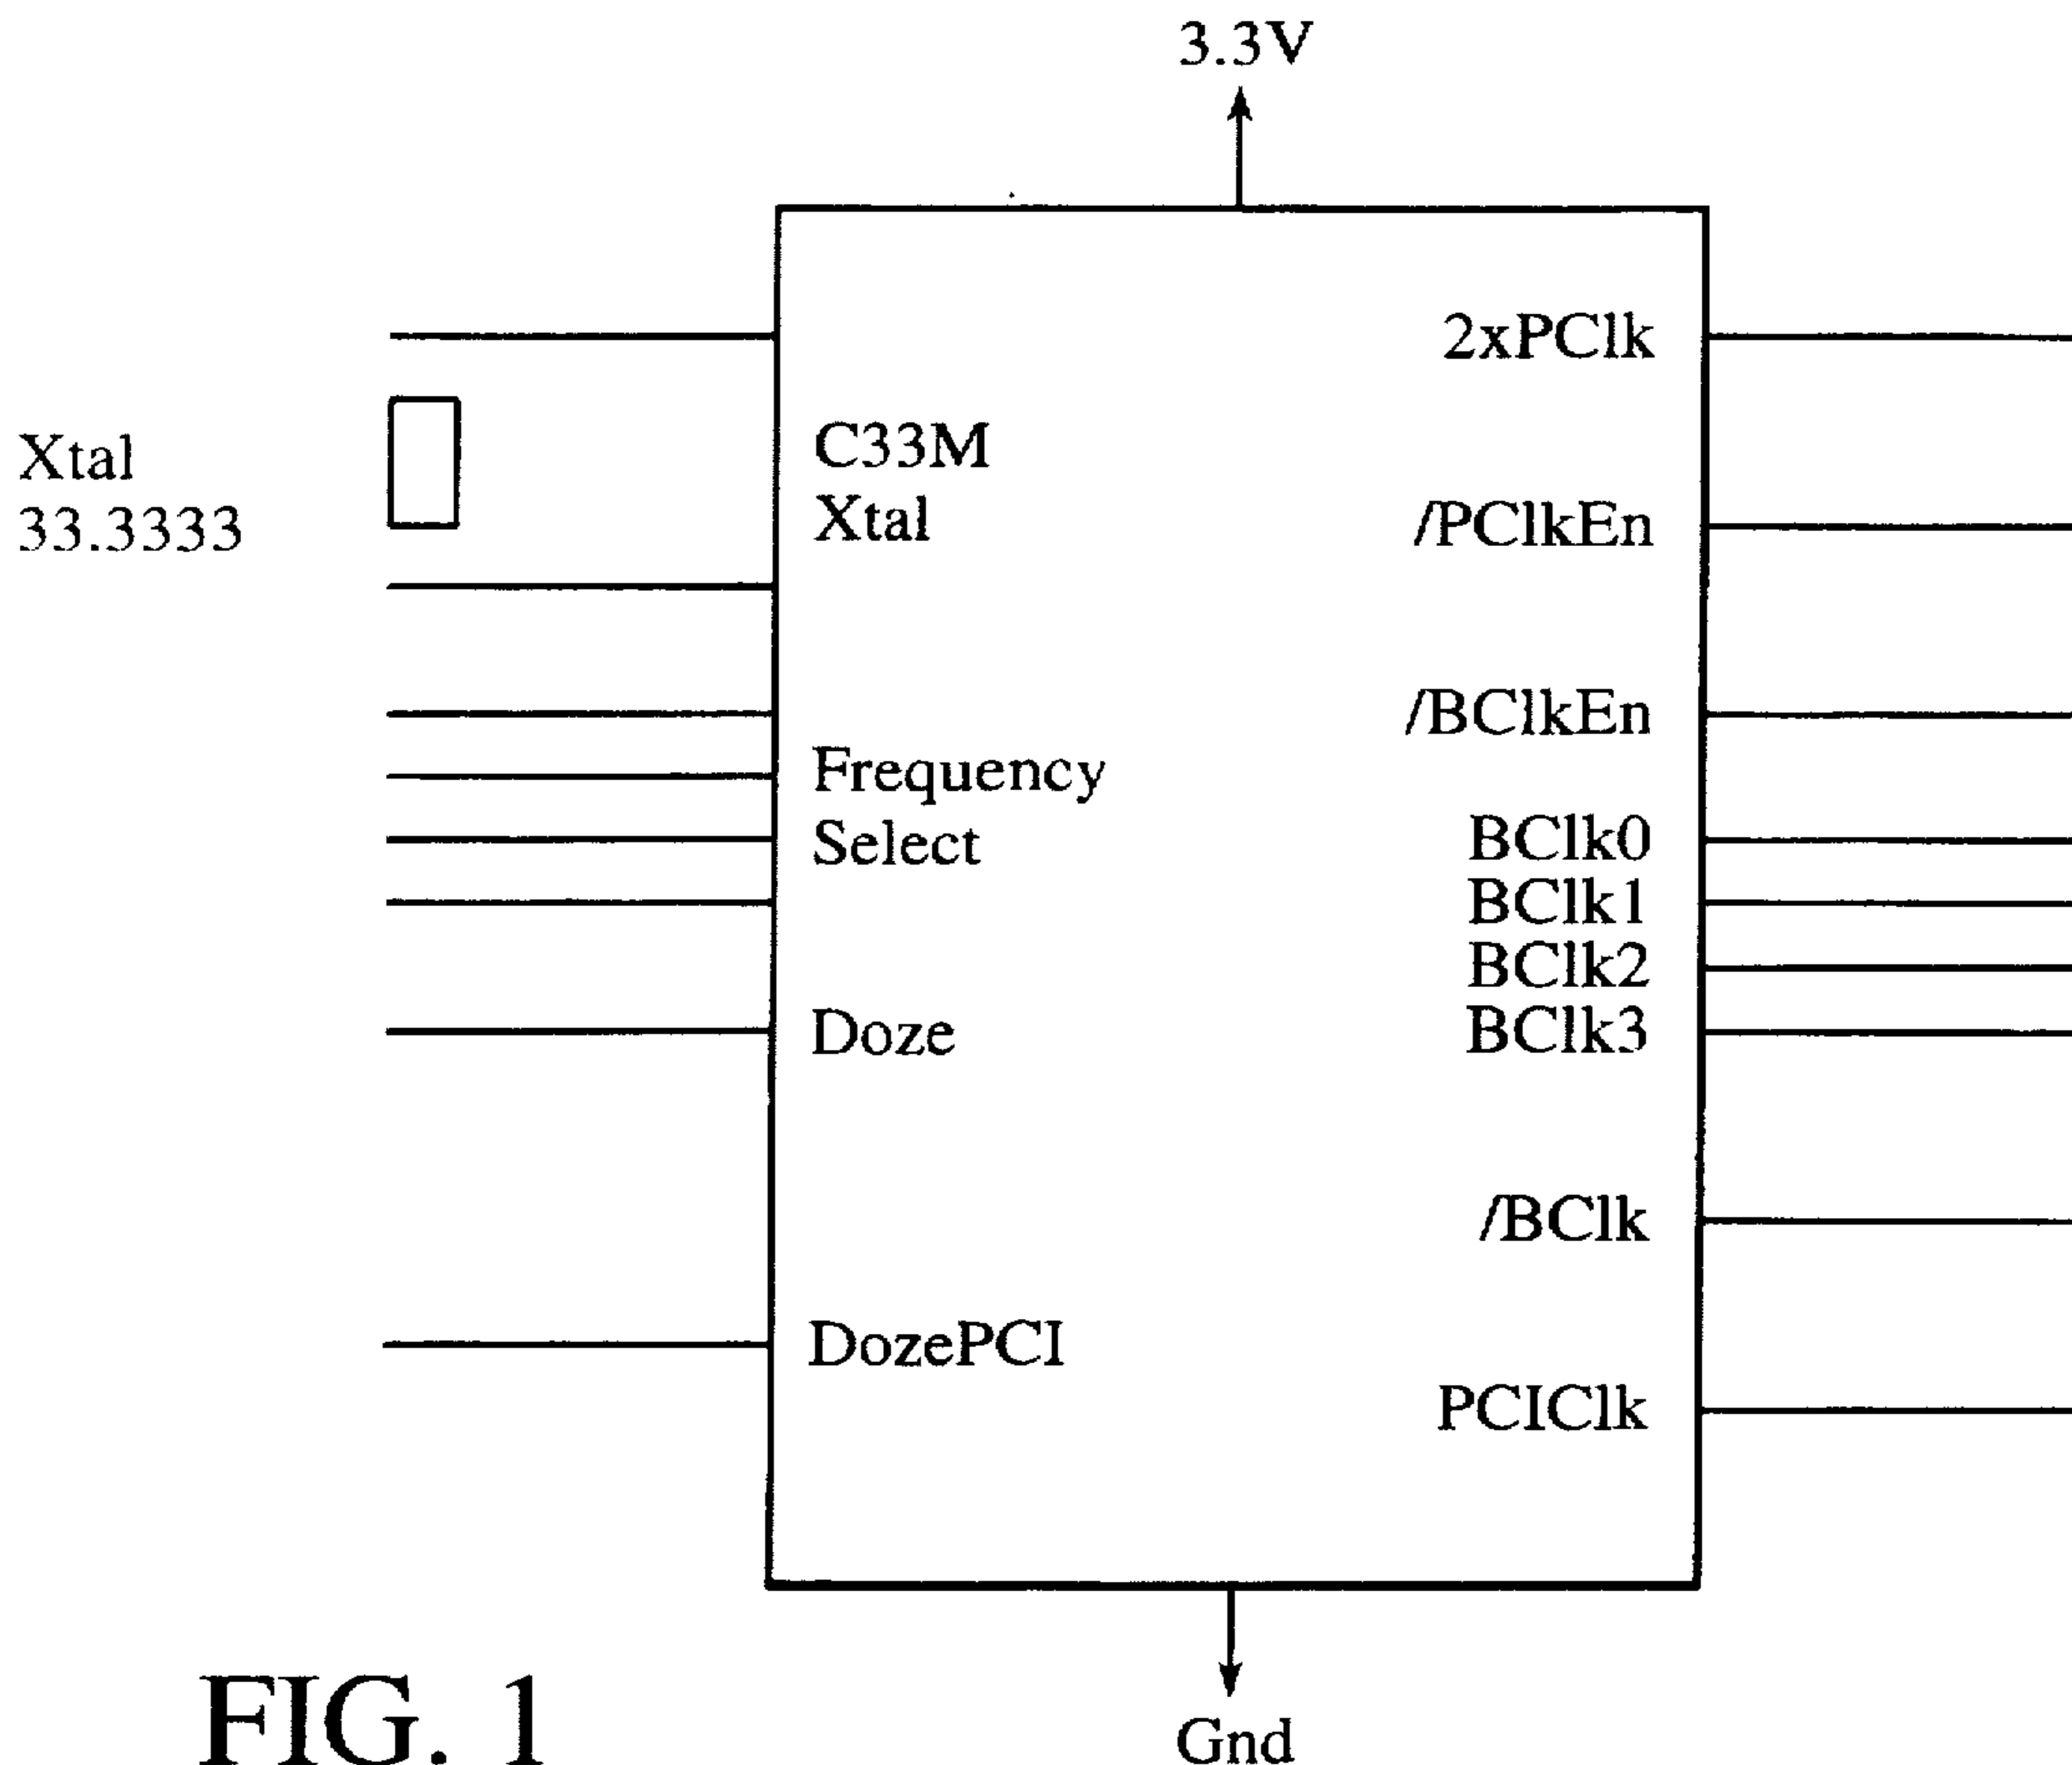 3.3V
Xtal
33.3333
C33M
Xtal
Frequency
Select
Doze
DozePCI
2xPClk
/PClkEn
/BClkEn
BClk0
BClk1
BClk2
BClk3
/BClk
PCIClk
Gnd
FIG. 1